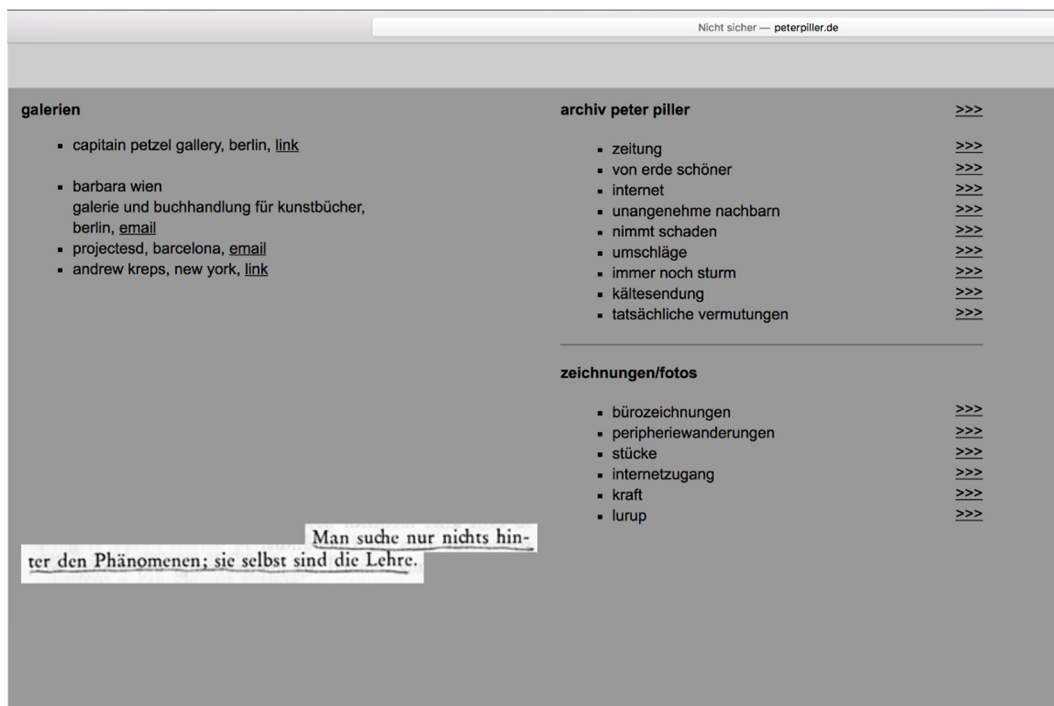 Nicht sicher — peterpiller.de
galerien
▪ capitain petzel gallery, berlin, link
▪ barbara wien
galerie und buchhandlung für kunstbücher,
berlin, email
▪ projectesd, barcelona, email
▪ andrew kreps, new york, link
Man suche nur nichts hin-
ter den Phänomenen; sie selbst sind die Lehre.
archiv peter piller >>>
▪ zeitung >>>
▪ von erde schöner >>>
▪ internet >>>
▪ unangenehme nachbarn >>>
▪ nimmt schaden >>>
▪ umschläge >>>
▪ immer noch sturm >>>
▪ kältesendung >>>
▪ tatsächliche vermutungen >>>
zeichnungen/fotos
▪ bürozeichnungen >>>
▪ peripheriewanderungen >>>
▪ stücke >>>
▪ internetzugang >>>
▪ kraft >>>
▪ lurup >>>